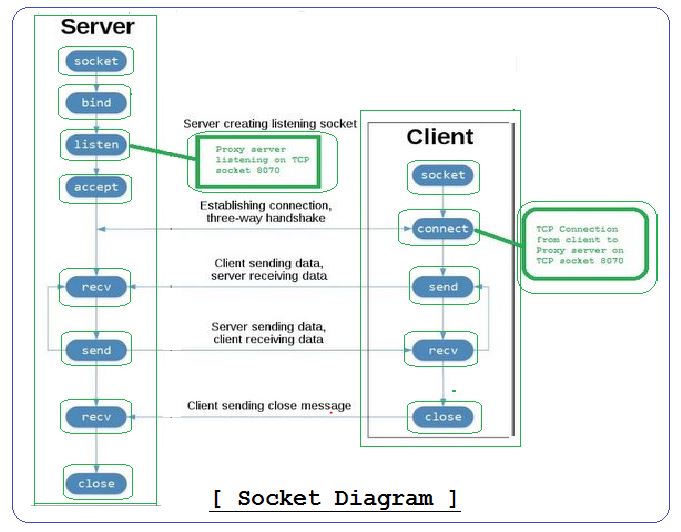 Server
socket
bind
listen
accept
recv
send
recv
close
Server creating listening socket
Proxy server
listening on TCP
socket 8070
Establishing connection,
three-way handshake
Client sending data,
server receiving data
Server sending data,
client receiving data
Client sending close message
Client
socket
connect
send
recv
close
TCP Connection
from client to
Proxy server on
TCP socket 8070
[ Socket Diagram ]